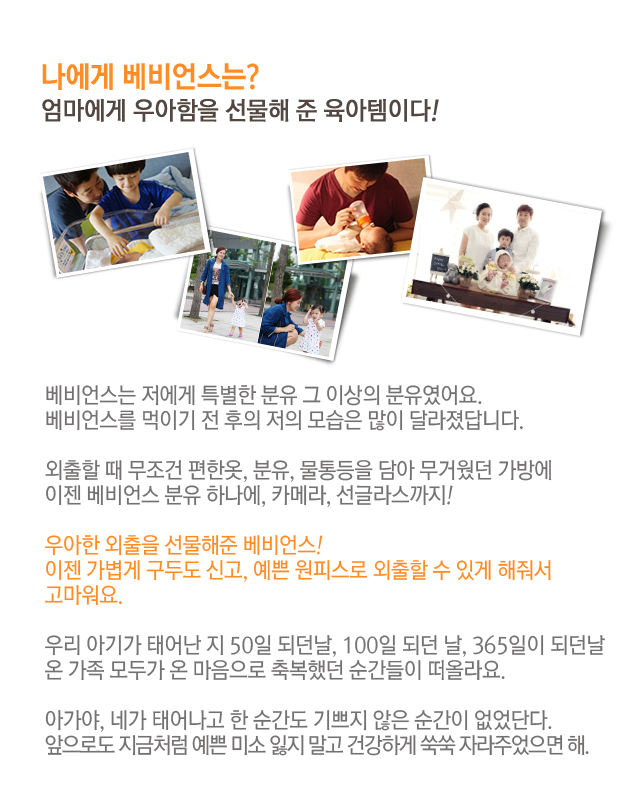 나에게 베비언스는?
엄마에게 우아함을 선물해 준 육아템이다!
베비언스는 저에게 특별한 분유 그 이상의 분유였어요.
베비언스를 먹이기 전 후의 저의 모습은 많이 달라졌답니다.
외출할 때 무조건 편한옷, 분유, 물통등을 담아 무거웠던 가방에
이젠 베비언스 분유 하나에, 카메라, 선글라스까지!
우아한 외출을 선물해준 베비언스!
이젠 가볍게 구두도 신고, 예쁜 원피스로 외출할 수 있게 해줘서
고마워요.
우리 아기가 태어난 지 50일 되던날, 100일 되던 날, 365일이 되던날
온 가족 모두가 온 마음으로 축복했던 순간들이 떠올라요.
아가야, 네가 태어나고 한 순간도 기쁘지 않은 순간이 없었단다.
앞으로도 지금처럼 예쁜 미소 잃지 말고 건강하게 쑥쑥 자라주었으면 해.